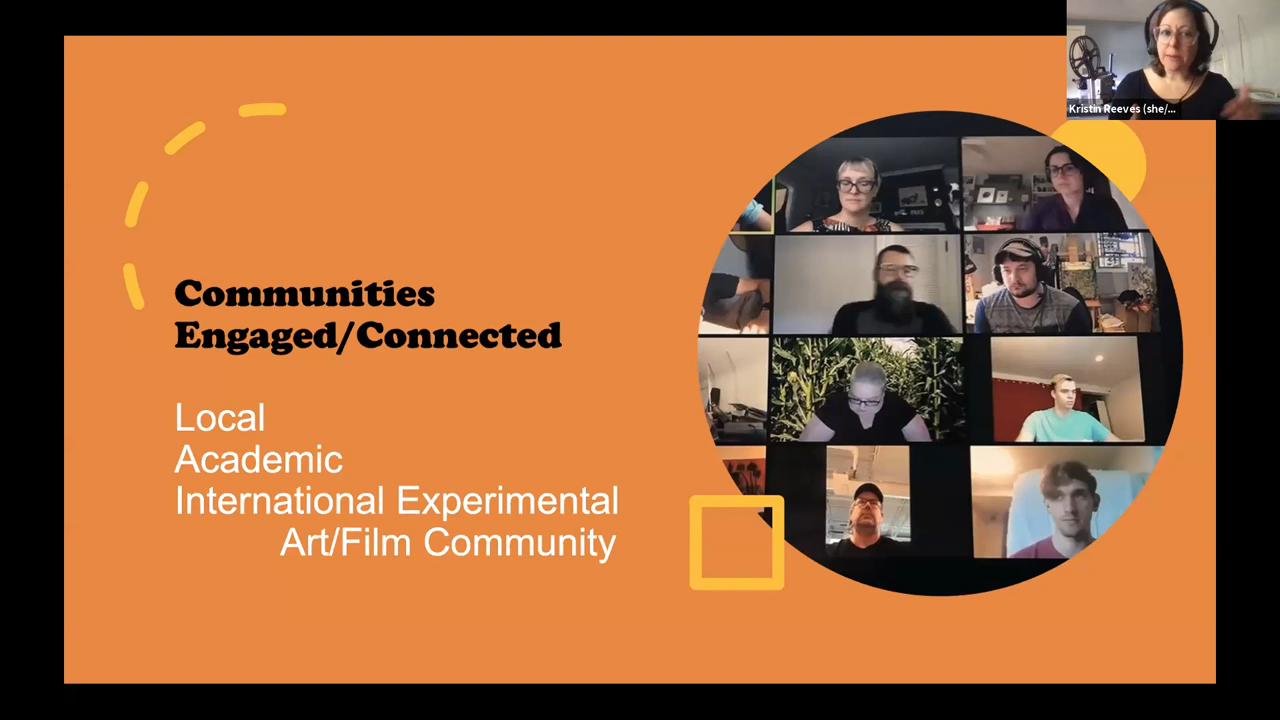 Kristin Reeves (she/...
Communities
Engaged/Connected
Local
Academic
International Experimental
Art/Film Community